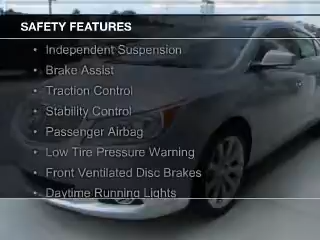 SAFETY FEATURES
• Independent Suspension
• Brake Assist
• Traction Control
• Stability Control
• Passenger Airbag
• Low Tire Pressure Warning
• Front Ventilated Disc Brakes
• Daytime Running Lights